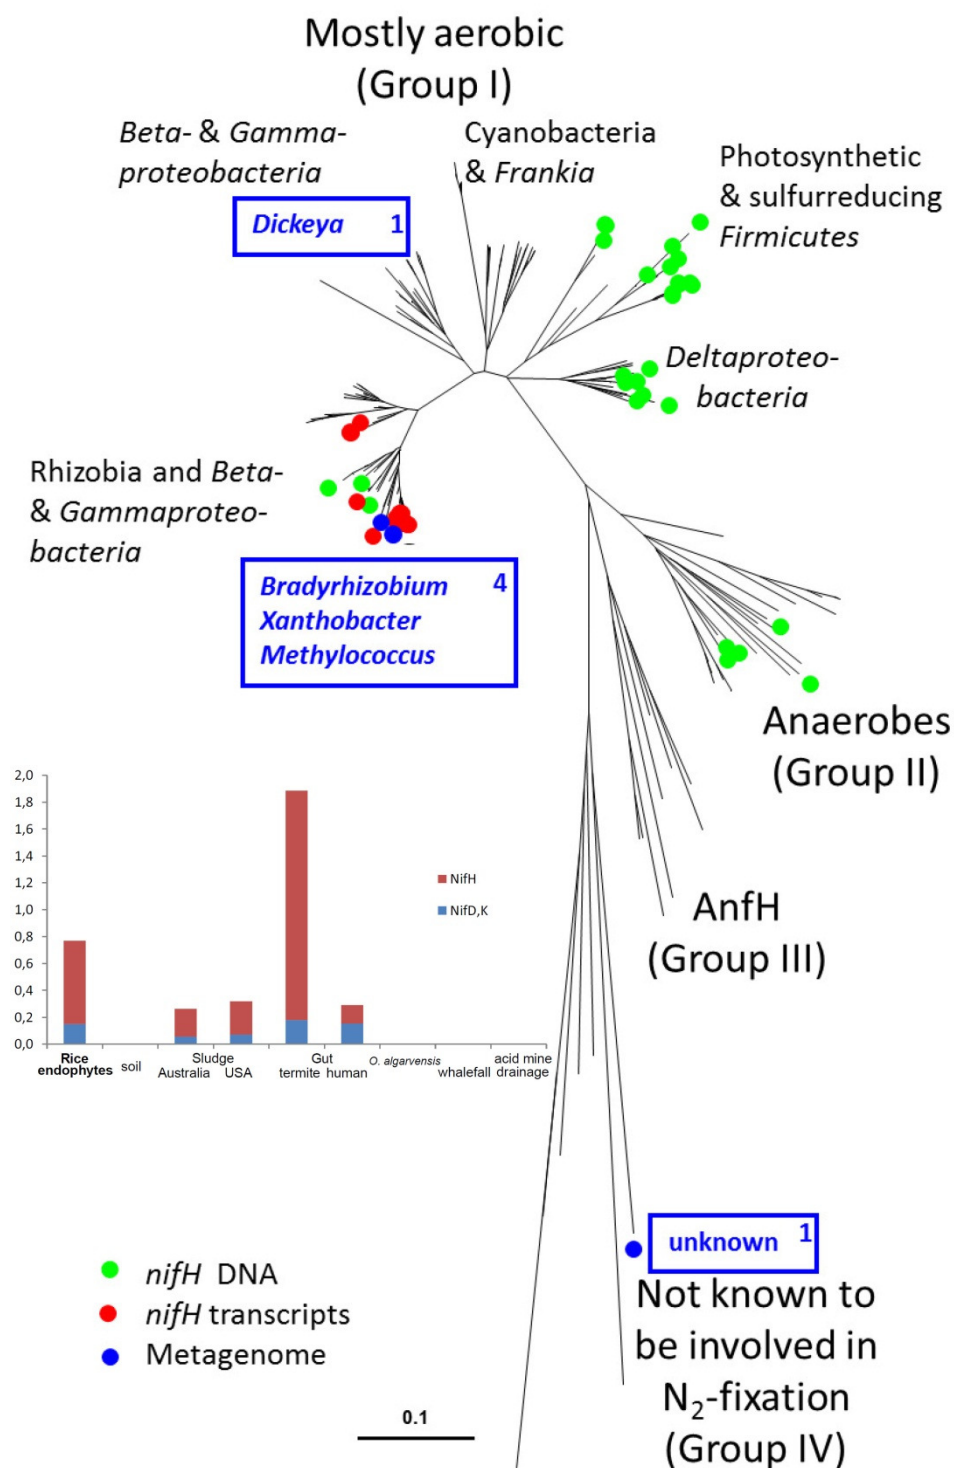 Mostly aerobic
(Group I)
Beta- & Gamma-
proteobacteria
Cyanobacteria
& Frankia
Photosynthetic
& sulfurreducing
Firmicutes
Dickeya 1
Deltaproteo-
bacteria
Rhizobia and Beta-
& Gammaproteo-
bacteria
Bradyrhizobium 4
Xanthobacter
Methylococcus
Anaerobes
(Group II)
2,0
1,8
1,6
1,4
1,2
1,0
0,8
0,6
0,4
0,2
0,0
NifH
NifD,K
Rice
endophytes
soil
Sludge
Australia USA
Gut
termite human
O. algarvensis
whalefall
acid mine
drainage
AnfH
(Group III)
unknown 1
Not known to
be involved in
N₂-fixation
(Group IV)
nifH DNA
nifH transcripts
Metagenome
0.1